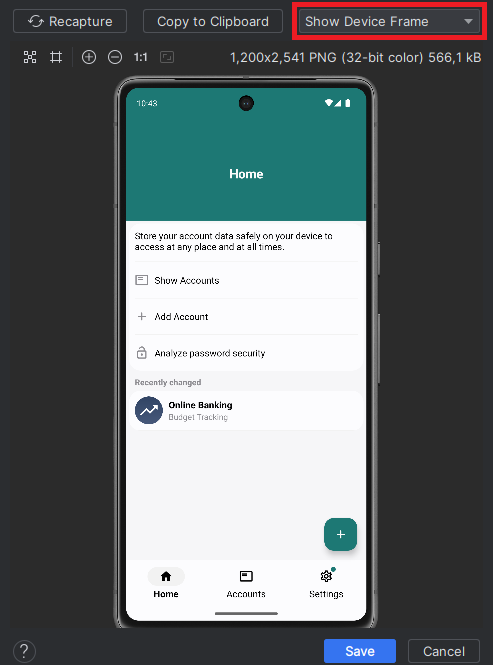 Recapture
Copy to Clipboard
Show Device Frame
1:1
1,200x2,541 PNG (32-bit color) 566,1 kB
10:43
Home
Store your account data safely on your device to
access at any place and at all times.
Show Accounts
Add Account
Analyze password security
Recently changed
Online Banking
Budget Tracking
+
Home
Accounts
Settings
?
Save
Cancel